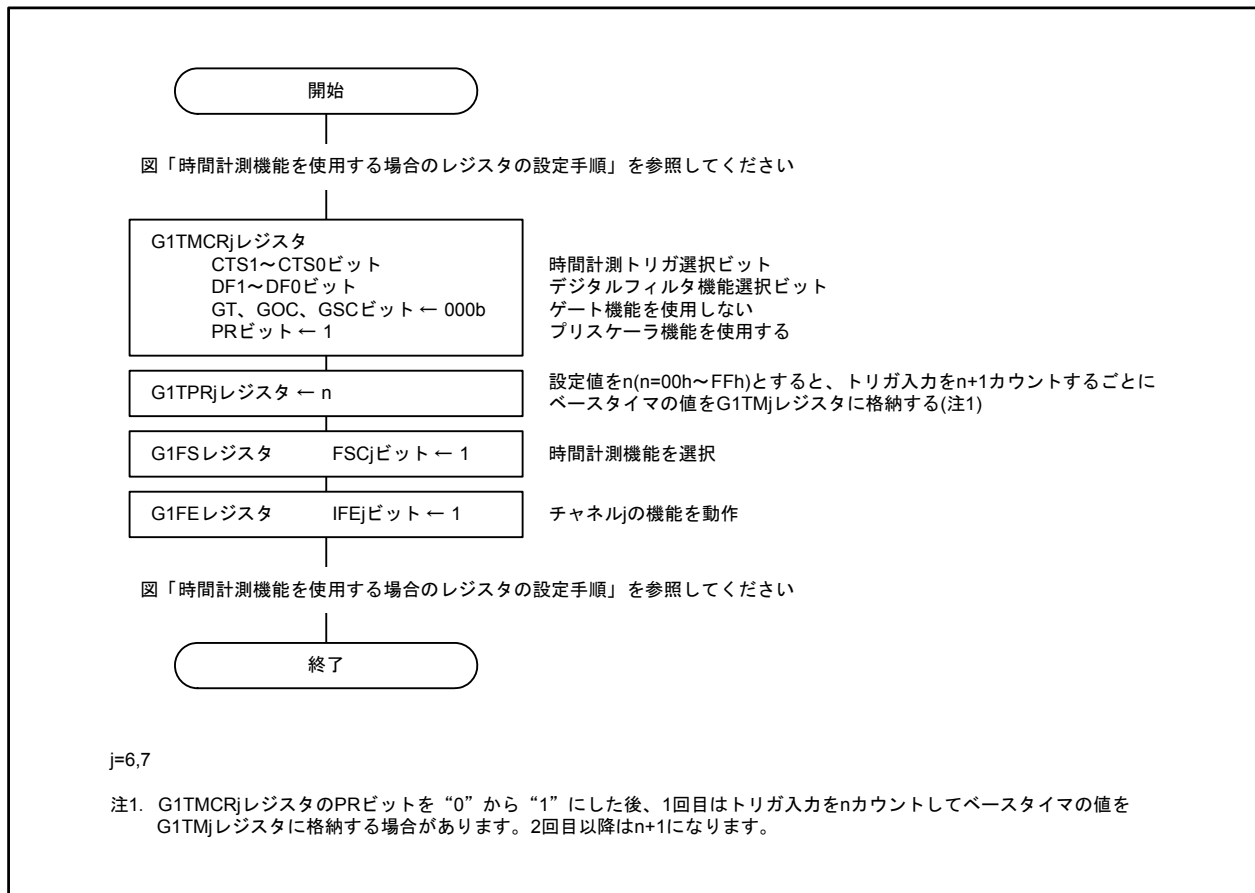 開始
図「時間計測機能を使用する場合のレジスタの設定手順」を参照してください
G1TMCRjレジスタ
CTS1～CTS0ビット 時間計測トリガ選択ビット
DF1～DF0ビット デジタルフィルタ機能選択ビット
GT、GOC、GSCビット ← 000b ゲート機能を使用しない
PRビット ← 1 プリスケーラ機能を使用する
G1TPRjレジスタ ← n 設定値をn(n=00h～FFh)とすると、トリガ入力をn+1カウントするごとに
ベースタイマの値をG1TMjレジスタに格納する(注1)
G1FSレジスタ FSCjビット ← 1 時間計測機能を選択
G1FEレジスタ IFEjビット ← 1 チャネルjの機能を動作
図「時間計測機能を使用する場合のレジスタの設定手順」を参照してください
終了
j=6,7
注1. G1TMCRjレジスタのPRビットを“0”から“1”にした後、1回目はトリガ入力をnカウントしてベースタイマの値を
G1TMjレジスタに格納する場合があります。2回目以降はn+1になります。